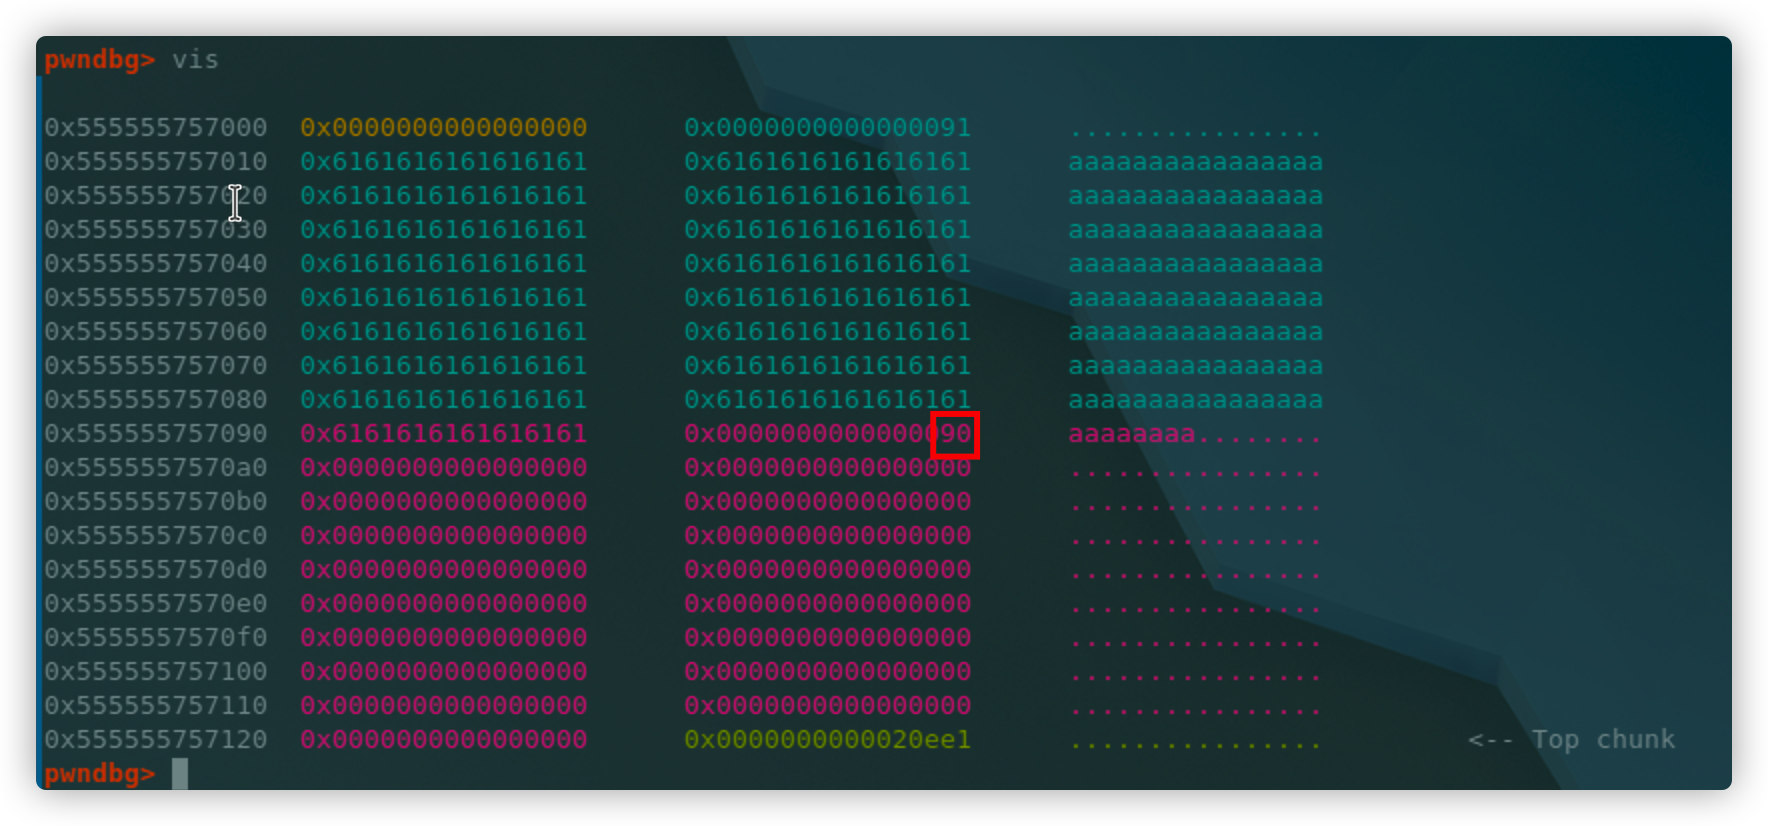 pwndbg> vis
0x555555757000 0x0000000000000000 0x0000000000000091 ................
0x555555757010 0x6161616161616161 0x6161616161616161 aaaaaaaaaaaaaaaa
0x555555757020 0x6161616161616161 0x6161616161616161 aaaaaaaaaaaaaaaa
0x555555757030 0x6161616161616161 0x6161616161616161 aaaaaaaaaaaaaaaa
0x555555757040 0x6161616161616161 0x6161616161616161 aaaaaaaaaaaaaaaa
0x555555757050 0x6161616161616161 0x6161616161616161 aaaaaaaaaaaaaaaa
0x555555757060 0x6161616161616161 0x6161616161616161 aaaaaaaaaaaaaaaa
0x555555757070 0x6161616161616161 0x6161616161616161 aaaaaaaaaaaaaaaa
0x555555757080 0x6161616161616161 0x6161616161616161 aaaaaaaaaaaaaaaa
0x555555757090 0x6161616161616161 0x0000000000000090 aaaaaaaa........
0x5555557570a0 0x0000000000000000 0x0000000000000000 ................
0x5555557570b0 0x0000000000000000 0x0000000000000000 ................
0x5555557570c0 0x0000000000000000 0x0000000000000000 ................
0x5555557570d0 0x0000000000000000 0x0000000000000000 ................
0x5555557570e0 0x0000000000000000 0x0000000000000000 ................
0x5555557570f0 0x0000000000000000 0x0000000000000000 ................
0x555555757100 0x0000000000000000 0x0000000000000000 ................
0x555555757110 0x0000000000000000 0x0000000000000000 ................
0x555555757120 0x0000000000000000 0x0000000000020ee1 ................ <-- Top chunk
pwndbg>